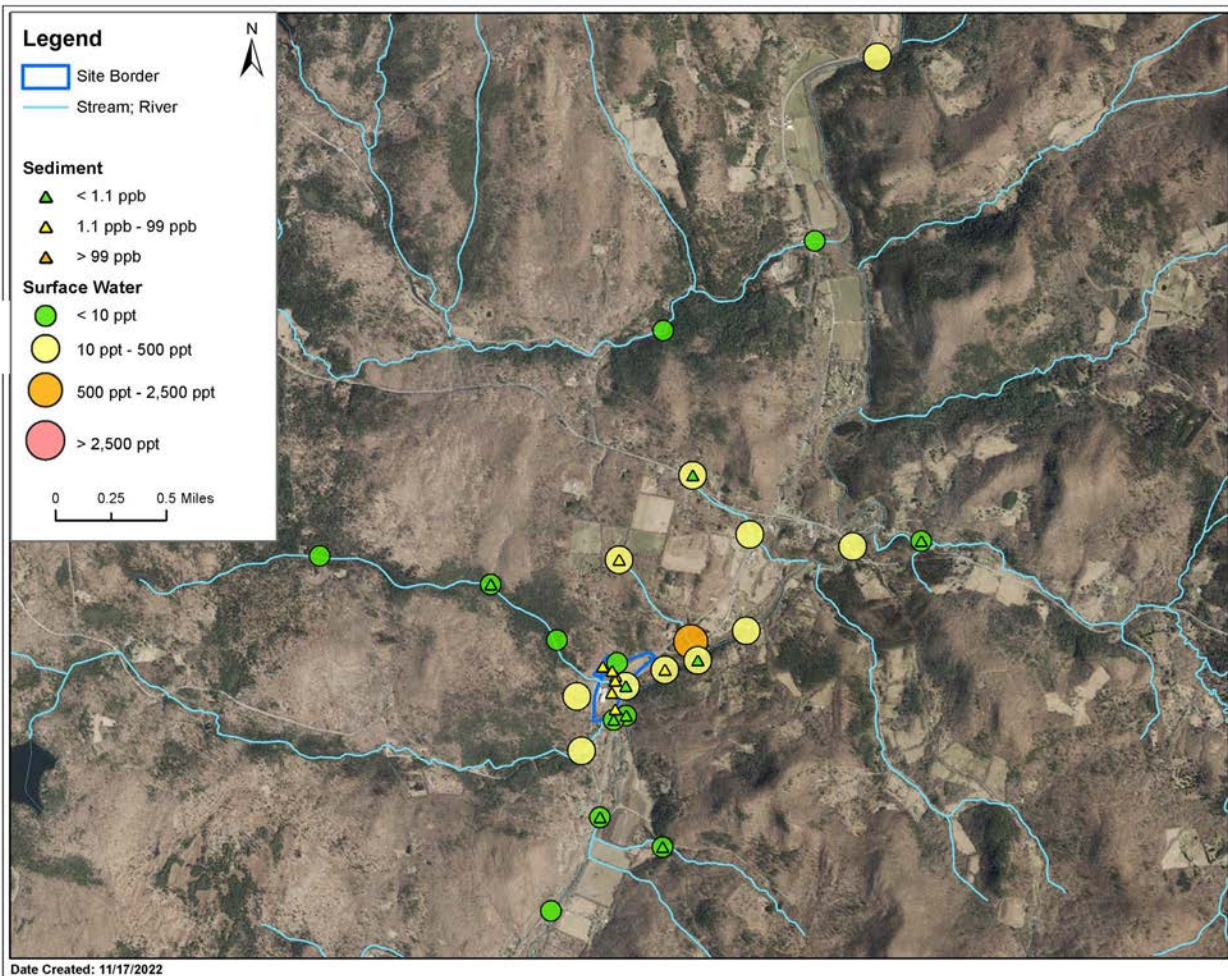 Legend
N
Site Border
Stream; River
Sediment
< 1.1 ppb
1.1 ppb - 99 ppb
> 99 ppb
Surface Water
< 10 ppt
10 ppt - 500 ppt
500 ppt - 2,500 ppt
> 2,500 ppt
0 0.25 0.5 Miles
Date Created: 11/17/2022